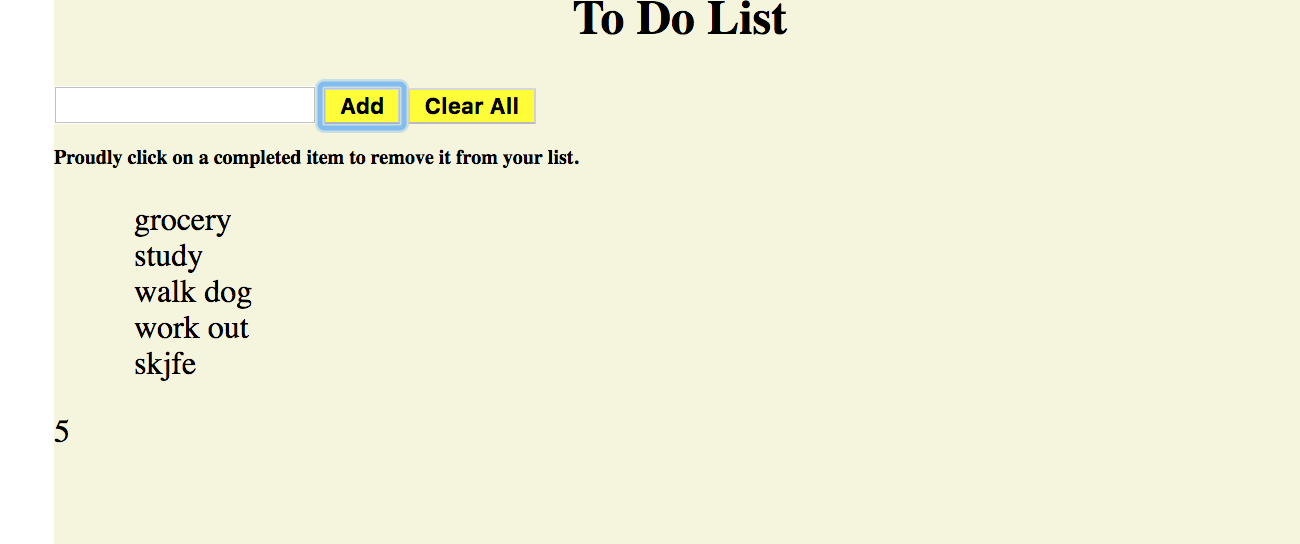 To Do List
Add Clear All
Proudly click on a completed item to remove it from your list.
grocery
study
walk dog
work out
skjfe
5